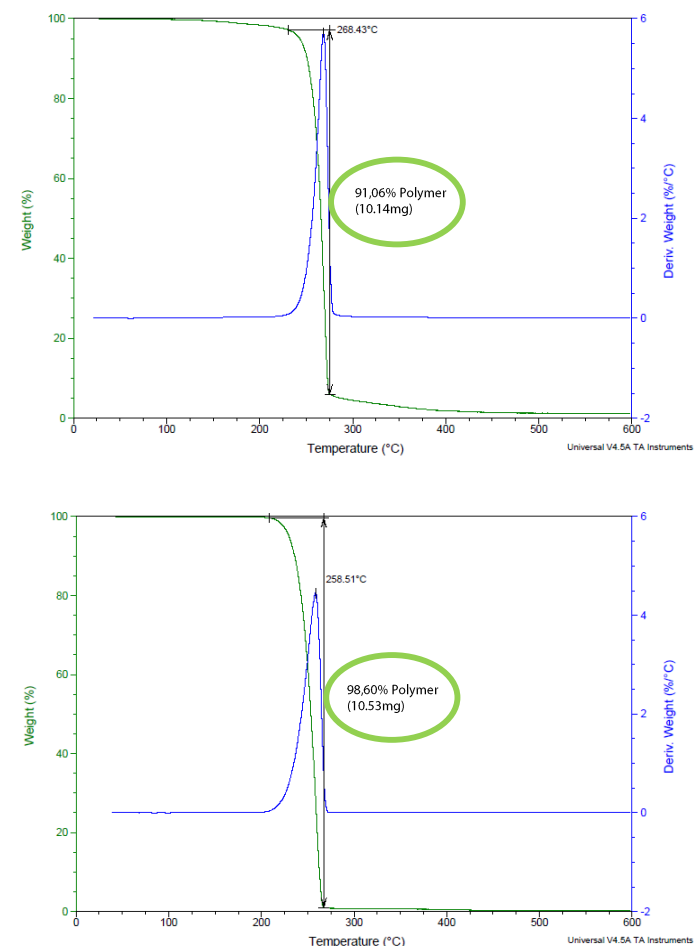 100
80
60
40
20
0
Weight (%)
268.43°C
91,06% Polymer
(10.14mg)
6
4
2
0
-2
Deriv. Weight (%/°C)
0
100
200
300
400
500
600
Temperature (°C)
Universal V4.5A TA Instruments
100
80
60
40
20
0
Weight (%)
258.51°C
98,60% Polymer
(10.53mg)
6
4
2
0
-2
Deriv. Weight (%/°C)
0
100
200
300
400
500
600
Temperature (°C)
Universal V4.5A TA Instruments